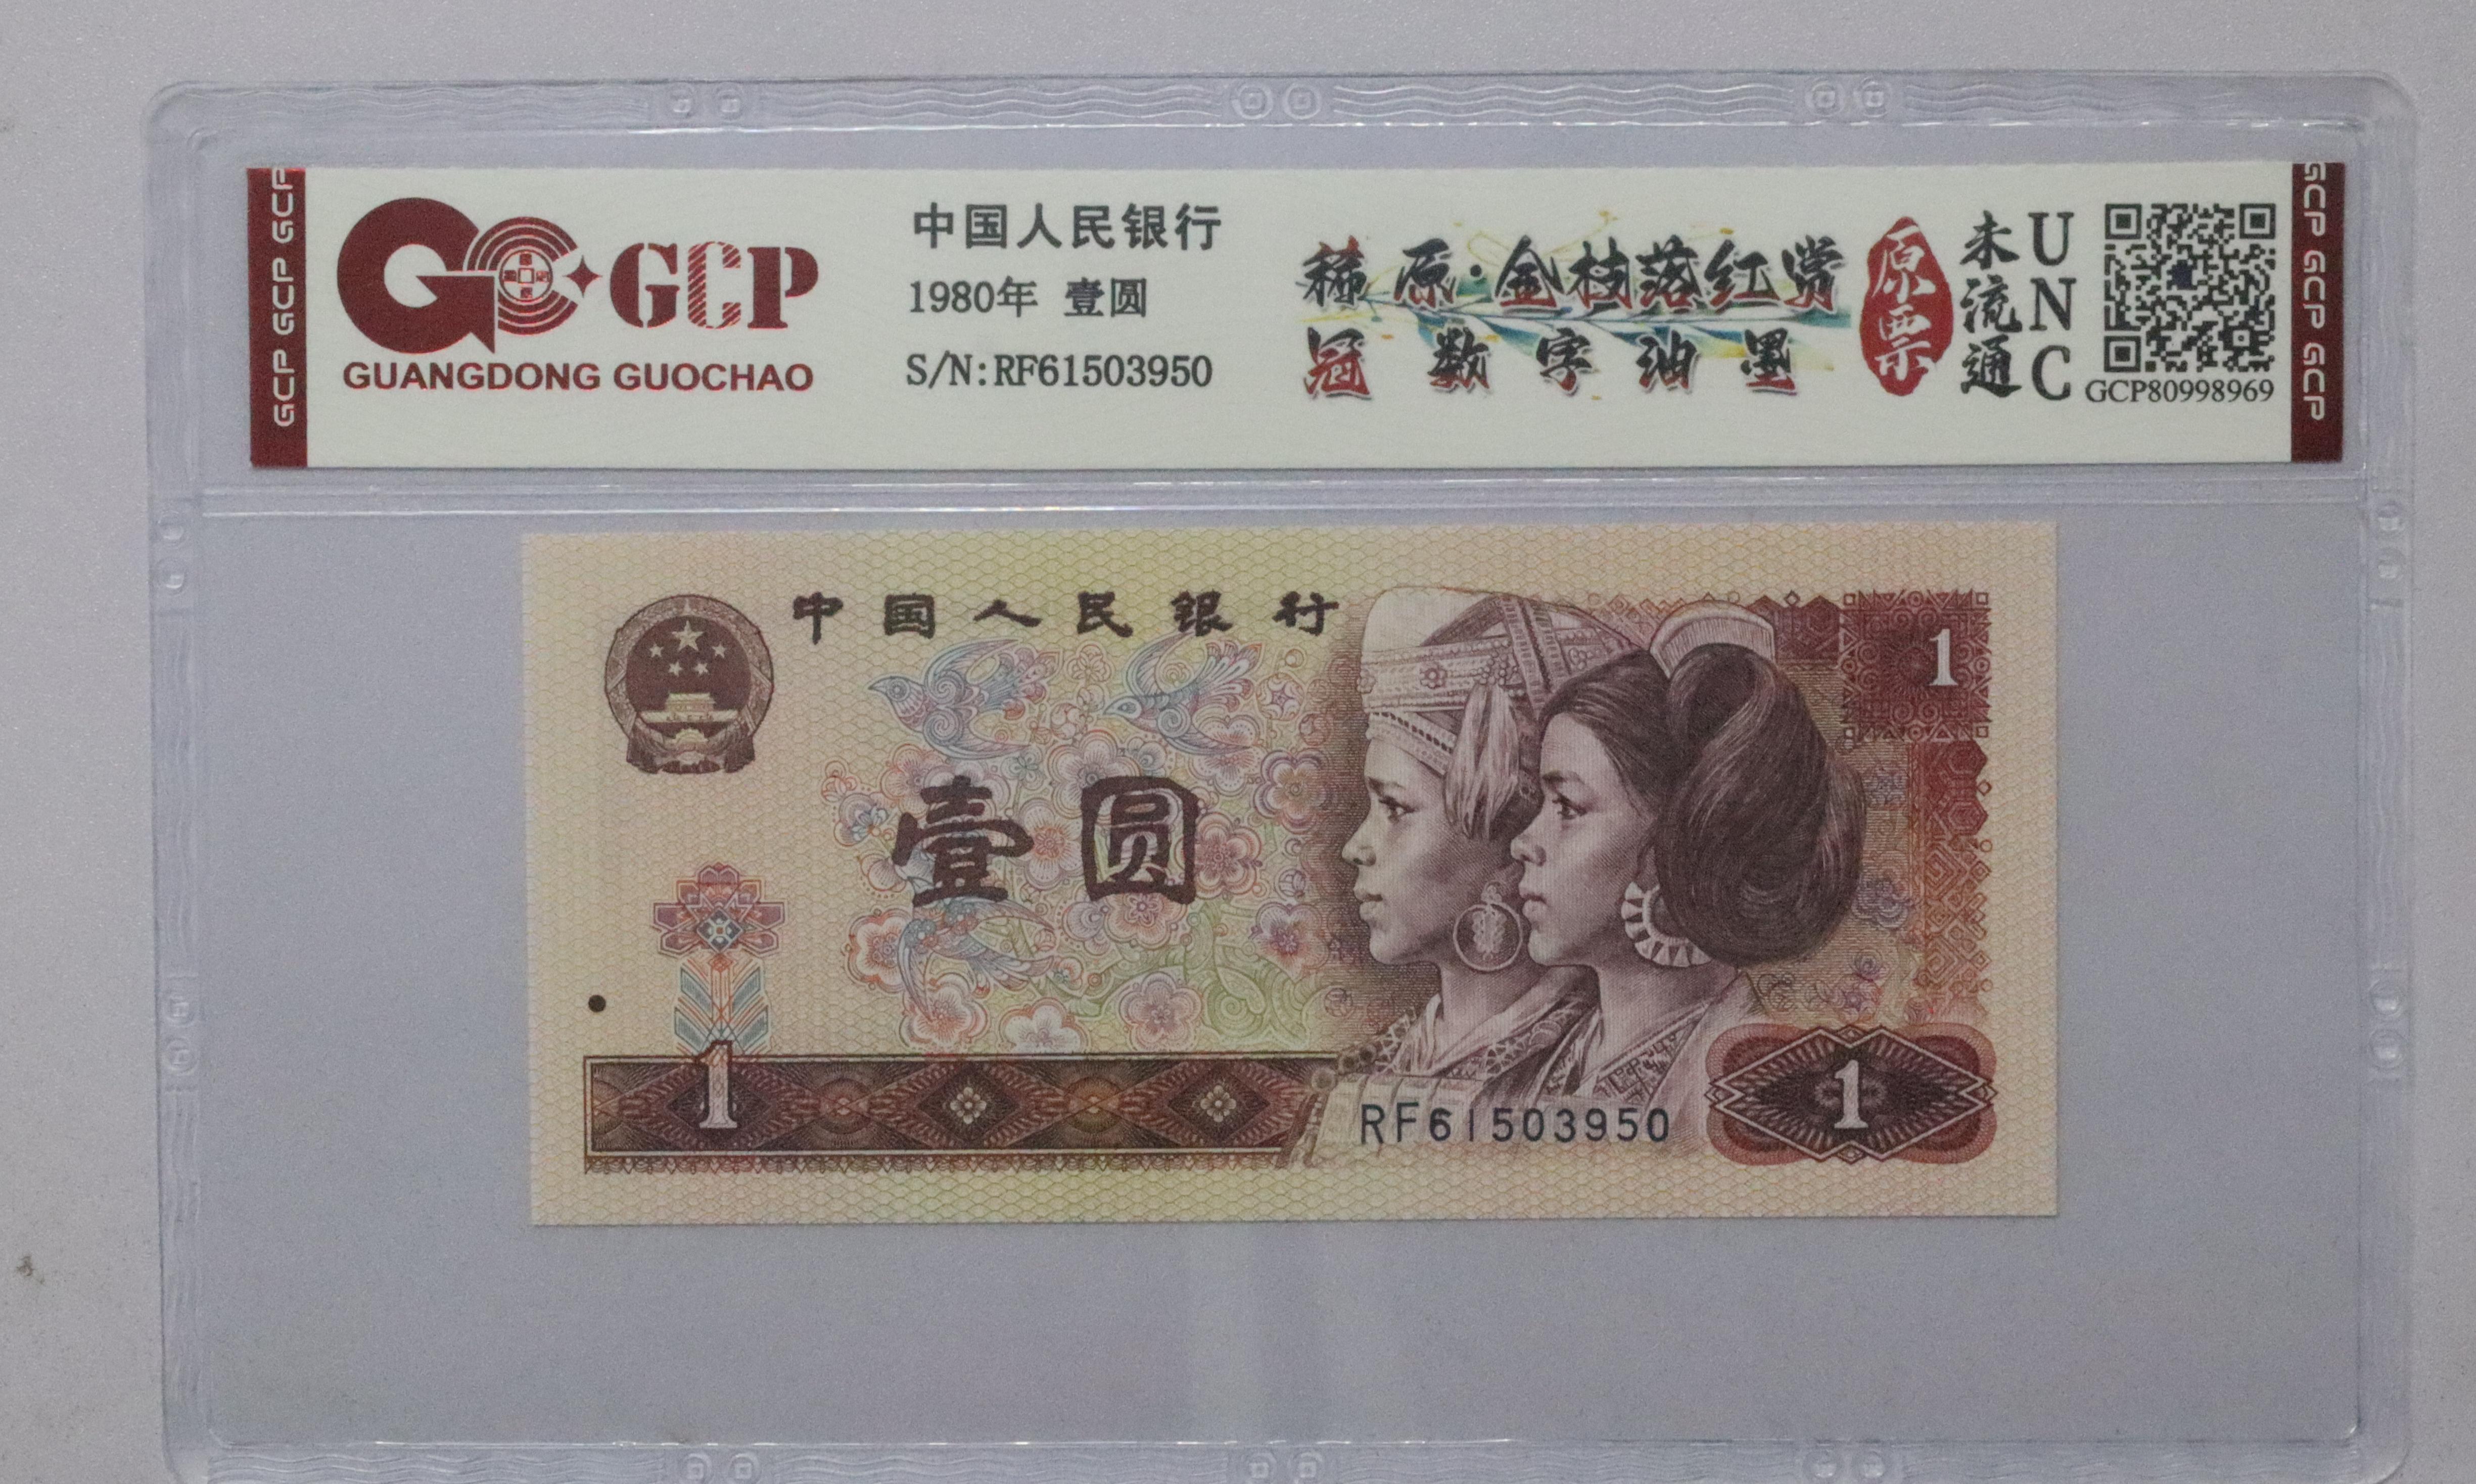 GCP GCP GCP
GCP
GUANGDONG GUOCHAO
中国人民银行
1980年 壹圆
S/N:RF61503950
稀原·金枝落红赏
冠数字油墨
原票
未流通
UNC
GCP80998969
GCP GCP GCP
中国人民银行
1
壹圆
1
RF61503950
1